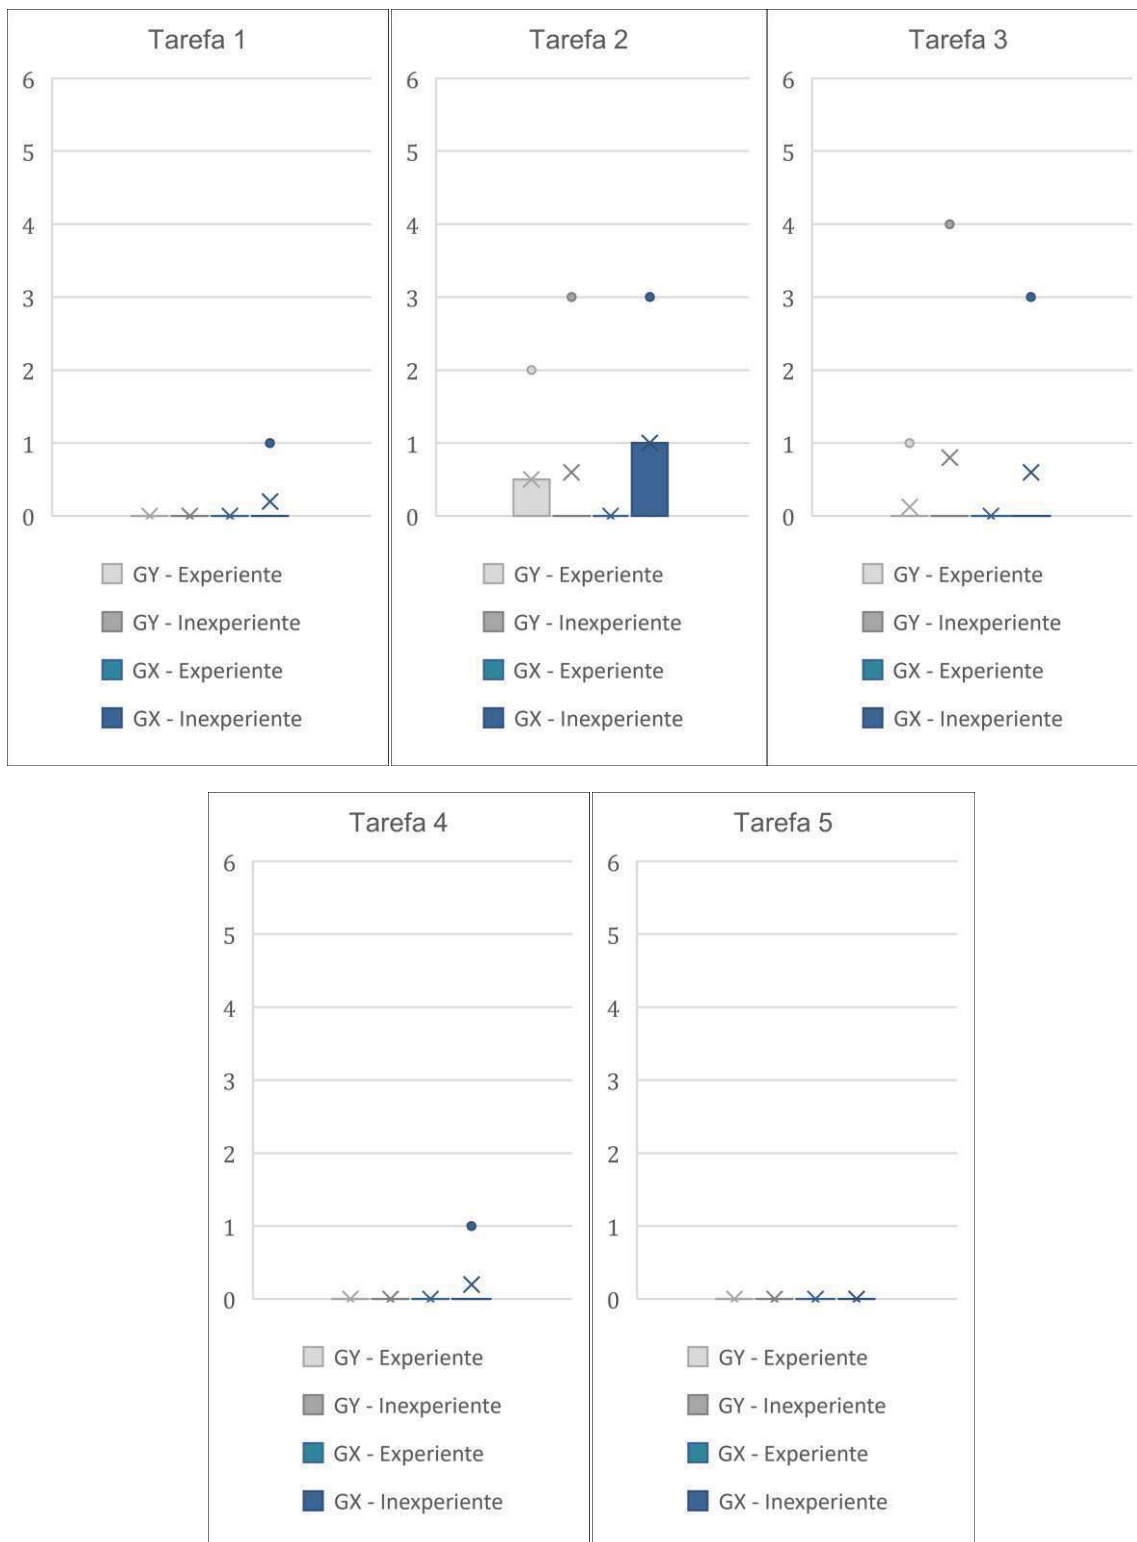 Tarefa 1
6
5
4
3
2
1
0
GY - Experiente
GY - Inexperiente
GX - Experiente
GX - Inexperiente
Tarefa 2
6
5
4
3
2
1
0
GY - Experiente
GY - Inexperiente
GX - Experiente
GX - Inexperiente
Tarefa 3
6
5
4
3
2
1
0
GY - Experiente
GY - Inexperiente
GX - Experiente
GX - Inexperiente
Tarefa 4
6
5
4
3
2
1
0
GY - Experiente
GY - Inexperiente
GX - Experiente
GX - Inexperiente
Tarefa 5
6
5
4
3
2
1
0
GY - Experiente
GY - Inexperiente
GX - Experiente
GX - Inexperiente